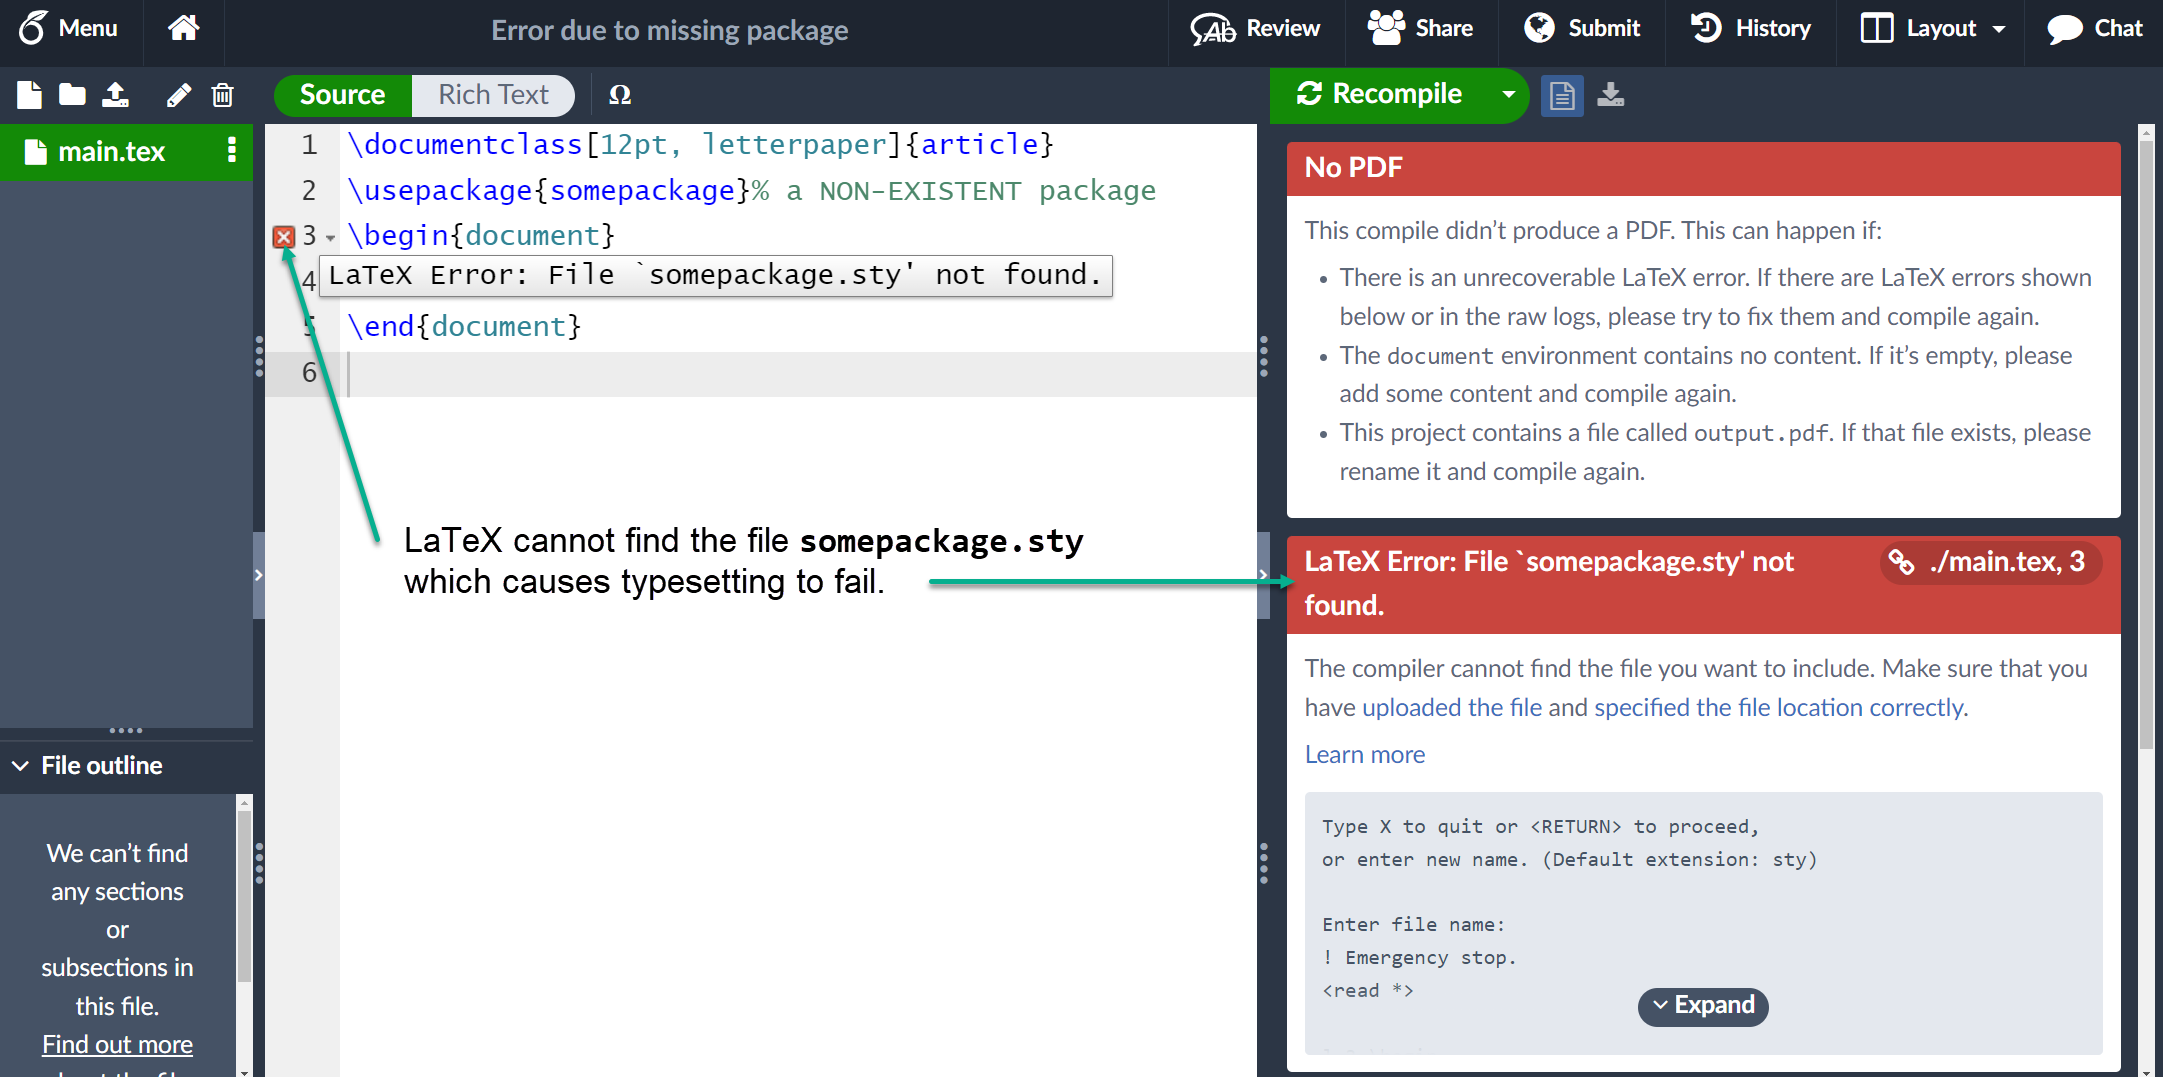 Menu
Error due to missing package
Review
Share
Submit
History
Layout
Chat
Source
Rich Text
Ω
Recompile
main.tex
1 \documentclass[12pt, letterpaper]{article}
2 \usepackage{somepackage}% a NON-EXISTENT package
3 \begin{document}
4
LaTeX Error: File `somepackage.sty' not found.
5 \end{document}
6
LaTeX cannot find the file somepackage.sty
which causes typesetting to fail.
File outline
We can’t find
any sections
or
subsections in
this file.
Find out more
No PDF
This compile didn’t produce a PDF. This can happen if:
• There is an unrecoverable LaTeX error. If there are LaTeX errors shown
below or in the raw logs, please try to fix them and compile again.
• The document environment contains no content. If it’s empty, please
add some content and compile again.
• This project contains a file called output.pdf. If that file exists, please
rename it and compile again.
LaTeX Error: File `somepackage.sty' not
found.
./main.tex, 3
The compiler cannot find the file you want to include. Make sure that you
have uploaded the file and specified the file location correctly.
Learn more
Type X to quit or <RETURN> to proceed,
or enter new name. (Default extension: sty)
Enter file name:
! Emergency stop.
<read *>
Expand